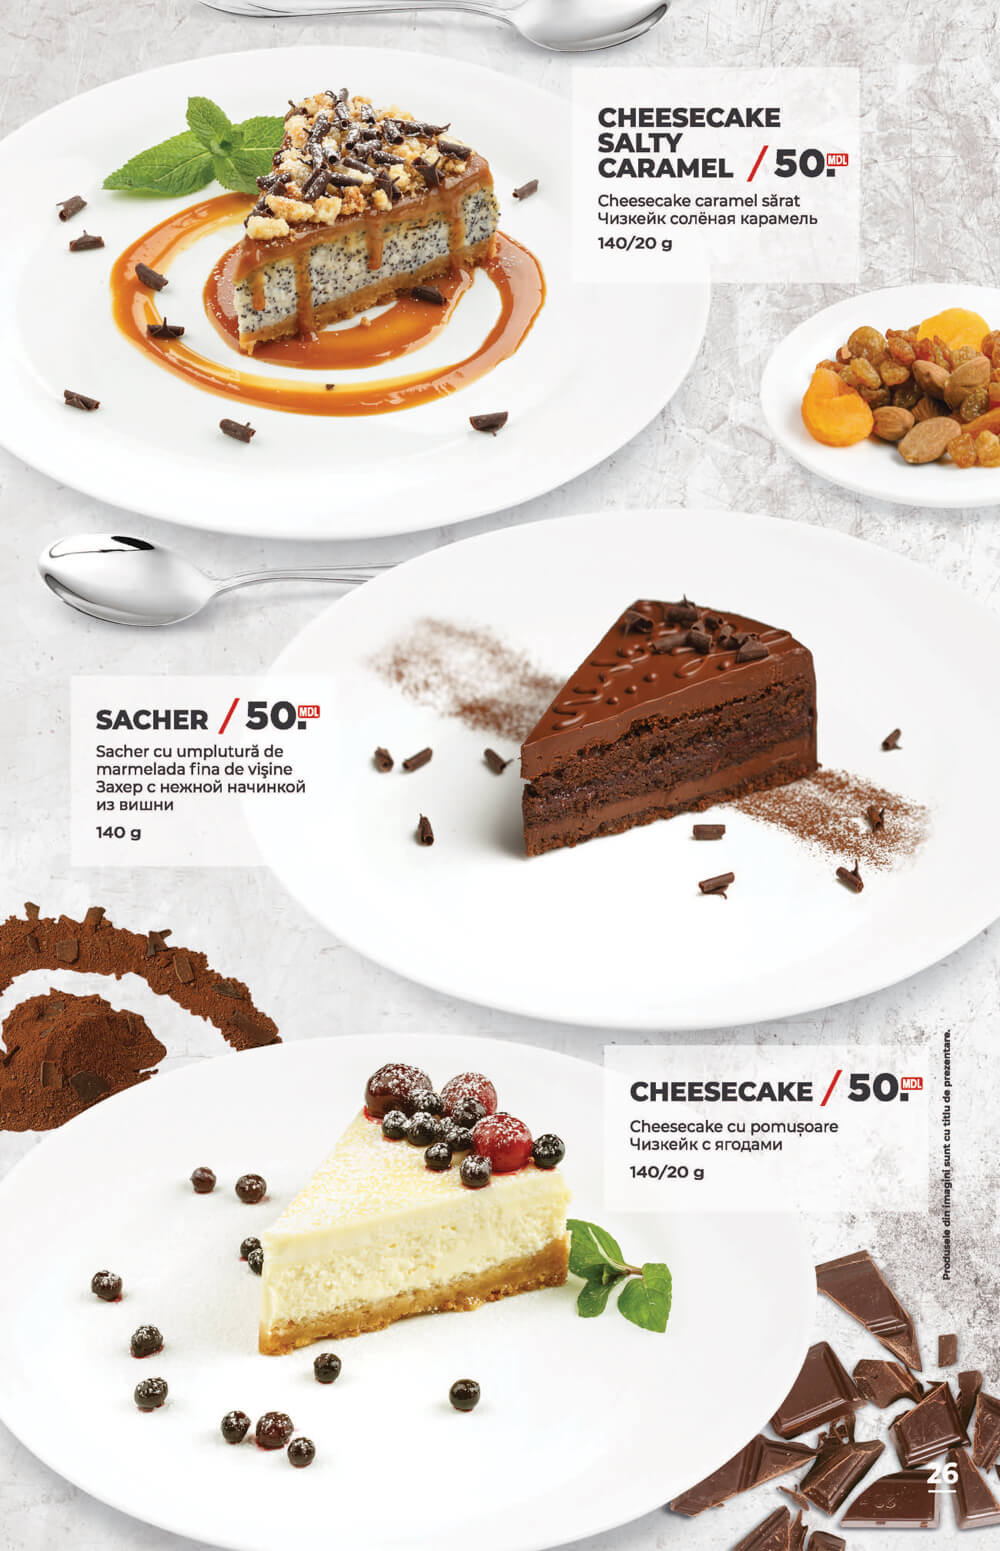 CHEESECAKE
SALTY
CARAMEL / 50. MDL
Cheesecake caramel sărat
Чизкейк солёная карамель
140/20 g
SACHER / 50. MDL
Sacher cu umplutură de
marmelada fina de vişine
Захер с нежной начинкой
из вишни
140 g
CHEESECAKE / 50. MDL
Cheesecake cu pomușoare
Чизкейк с ягодами
140/20 g
Produsele din imagini sunt cu titlu de prezentare.
26